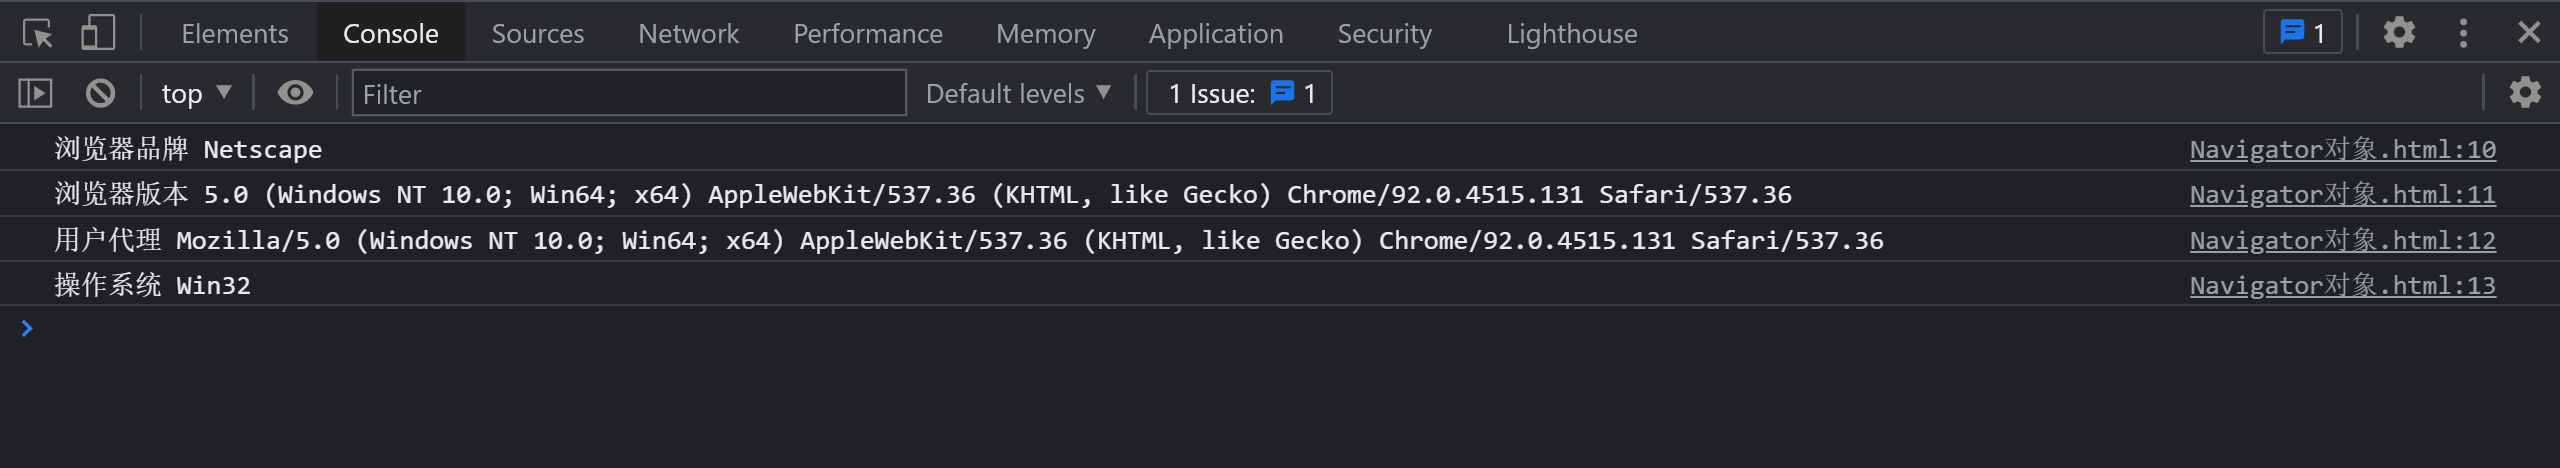 Elements Console Sources Network Performance Memory Application Security Lighthouse 1
top Filter Default levels 1 Issue: 1
浏览器品牌 Netscape Navigator对象.html:10
浏览器版本 5.0 (Windows NT 10.0; Win64; x64) AppleWebKit/537.36 (KHTML, like Gecko) Chrome/92.0.4515.131 Safari/537.36 Navigator对象.html:11
用户代理 Mozilla/5.0 (Windows NT 10.0; Win64; x64) AppleWebKit/537.36 (KHTML, like Gecko) Chrome/92.0.4515.131 Safari/537.36 Navigator对象.html:12
操作系统 Win32 Navigator对象.html:13